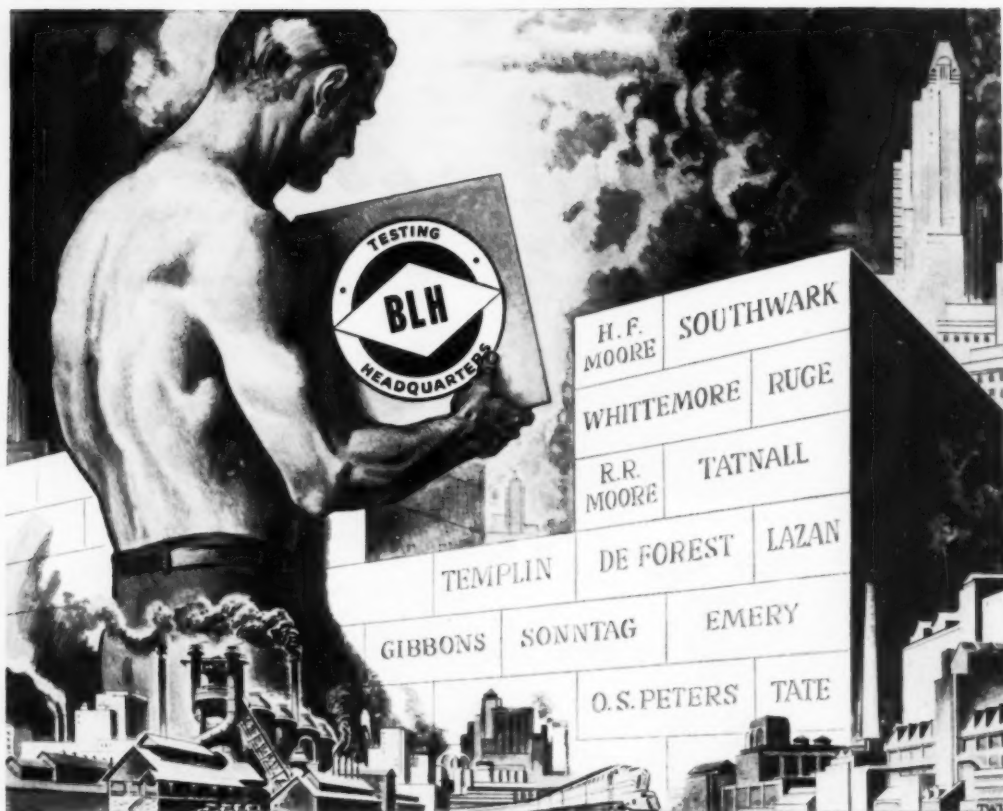 TESTING
BLH
HEADQUARTERS
H. F.
MOORE
SOUTHWARK
WHITTEMORE
RUGE
R.R.
MOORE
TATNALL
TEMPLIN
DE FOREST
LAZAN
GIBBONS
SONNTAG
EMERY
O.S. PETERS
TATE